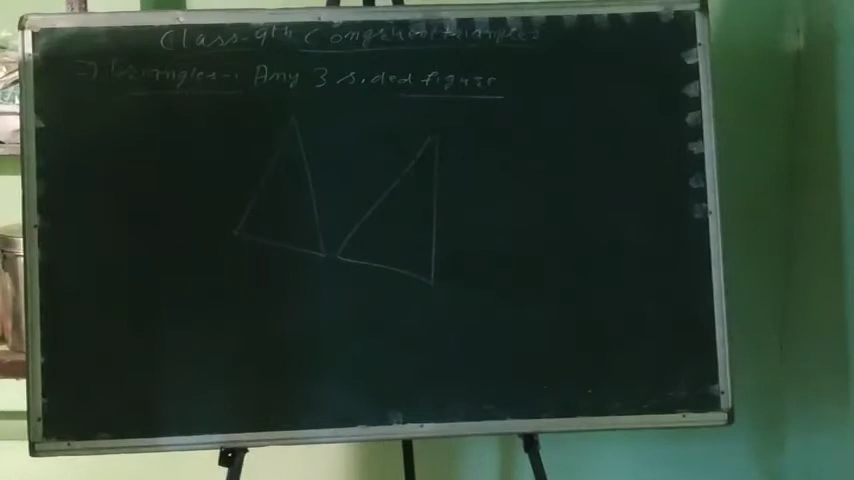 Class-9th Congruent triangles
=> triangles - Any 3 sided figure